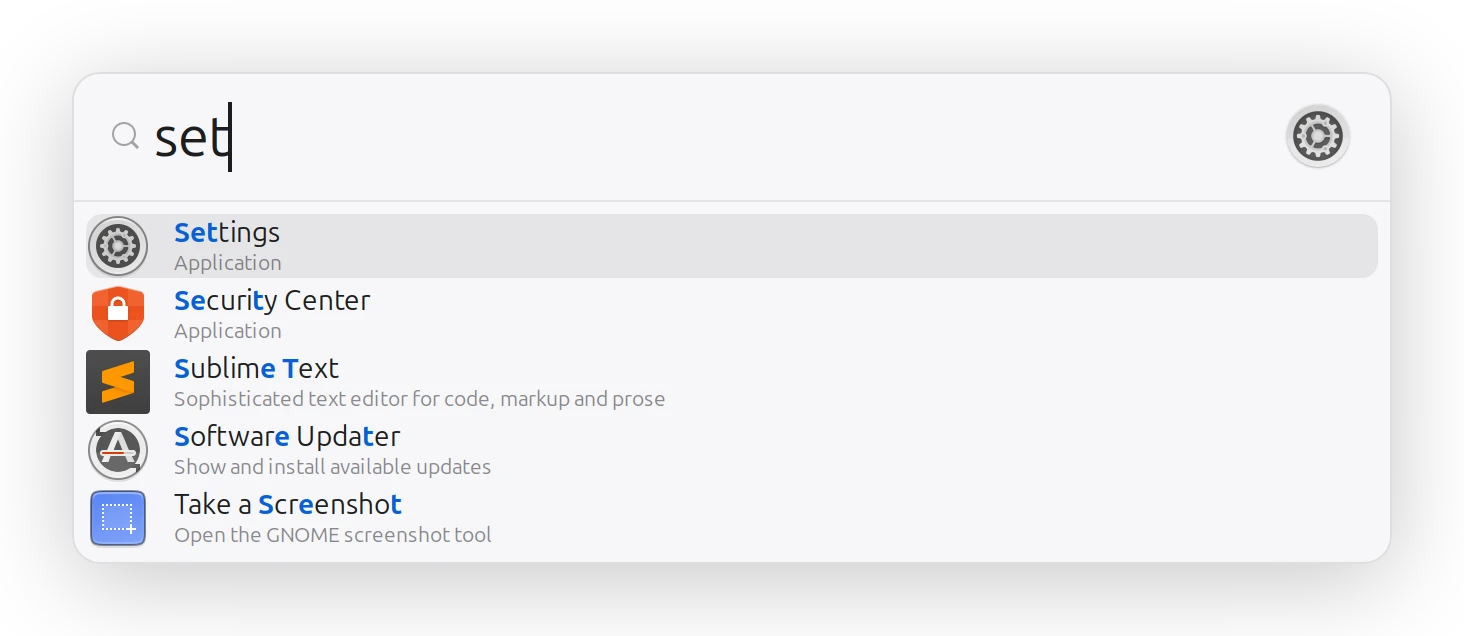 set
Settings
Application
Security Center
Application
Sublime Text
Sophisticated text editor for code, markup and prose
Software Updater
Show and install available updates
Take a Screenshot
Open the GNOME screenshot tool